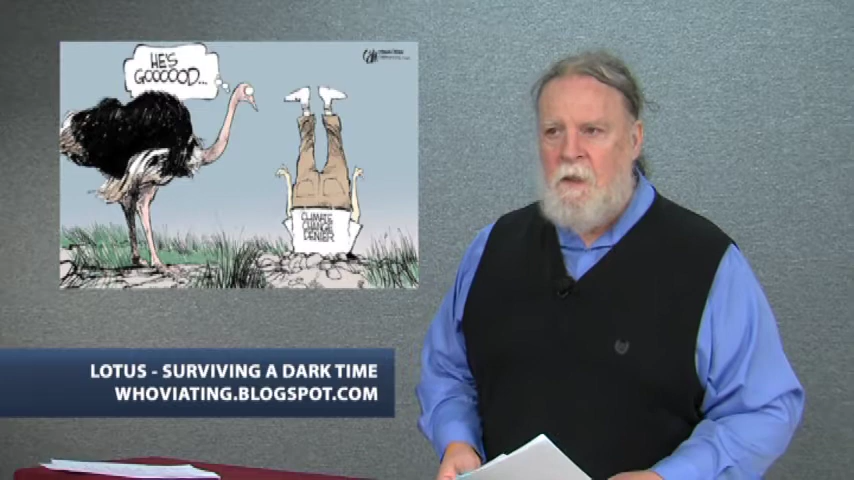 HE'S
GOOOOOD...
CLIMATE
CHANGE
DENIER
LOTUS - SURVIVING A DARK TIME
WHOVIATING.BLOGSPOT.COM